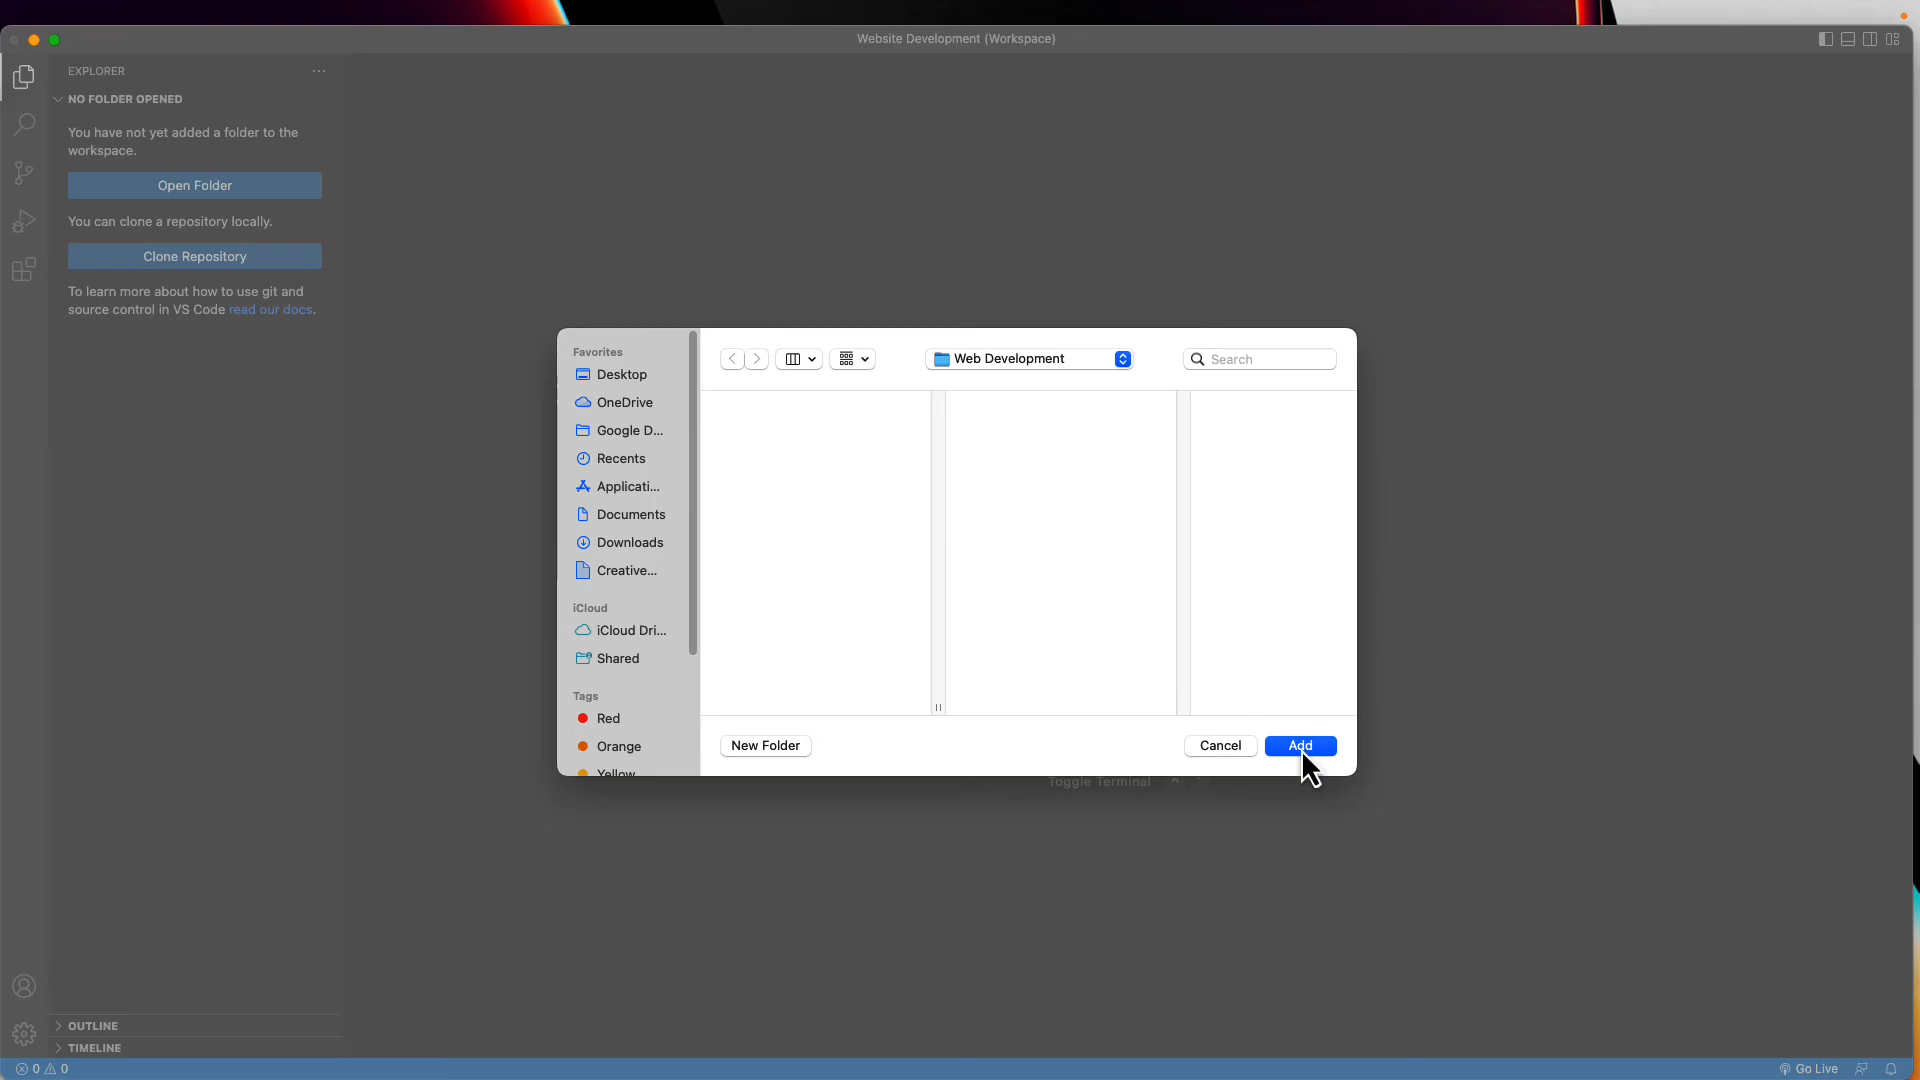 Website Development (Workspace)
EXPLORER
NO FOLDER OPENED
You have not yet added a folder to the
workspace.
Open Folder
You can clone a repository locally.
Clone Repository
To learn more about how to use git and
source control in VS Code read our docs.
Favorites
Desktop
OneDrive
Google D...
Recents
Applicati...
Documents
Downloads
Creative...
iCloud
iCloud Dri...
Shared
Tags
Red
Orange
Yellow
Web Development
Search
New Folder
Cancel
Add
Toggle Terminal
OUTLINE
TIMELINE
0 0
Go Live